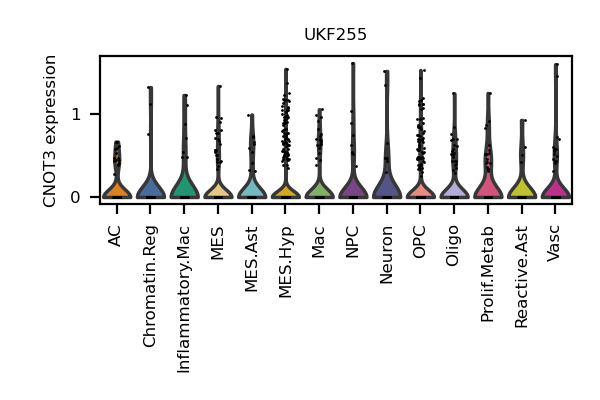 UKF255
CNOT3 expression
1
0
AC
Chromatin.Reg
Inflammatory.Mac
MES
MES.Ast
MES.Hyp
Mac
NPC
Neuron
OPC
Oligo
Prolif.Metab
Reactive.Ast
Vasc